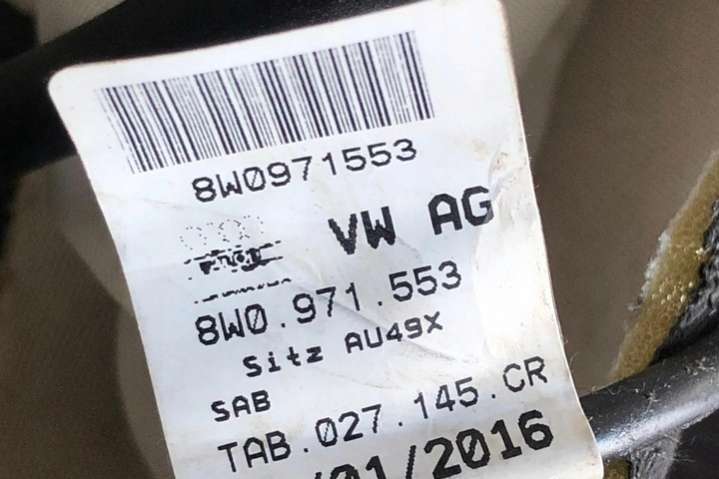 8W0971553
VW AG
8W0.971.553
Sitz AU49X
SAB
TAB.027.145.CR
/01/2016